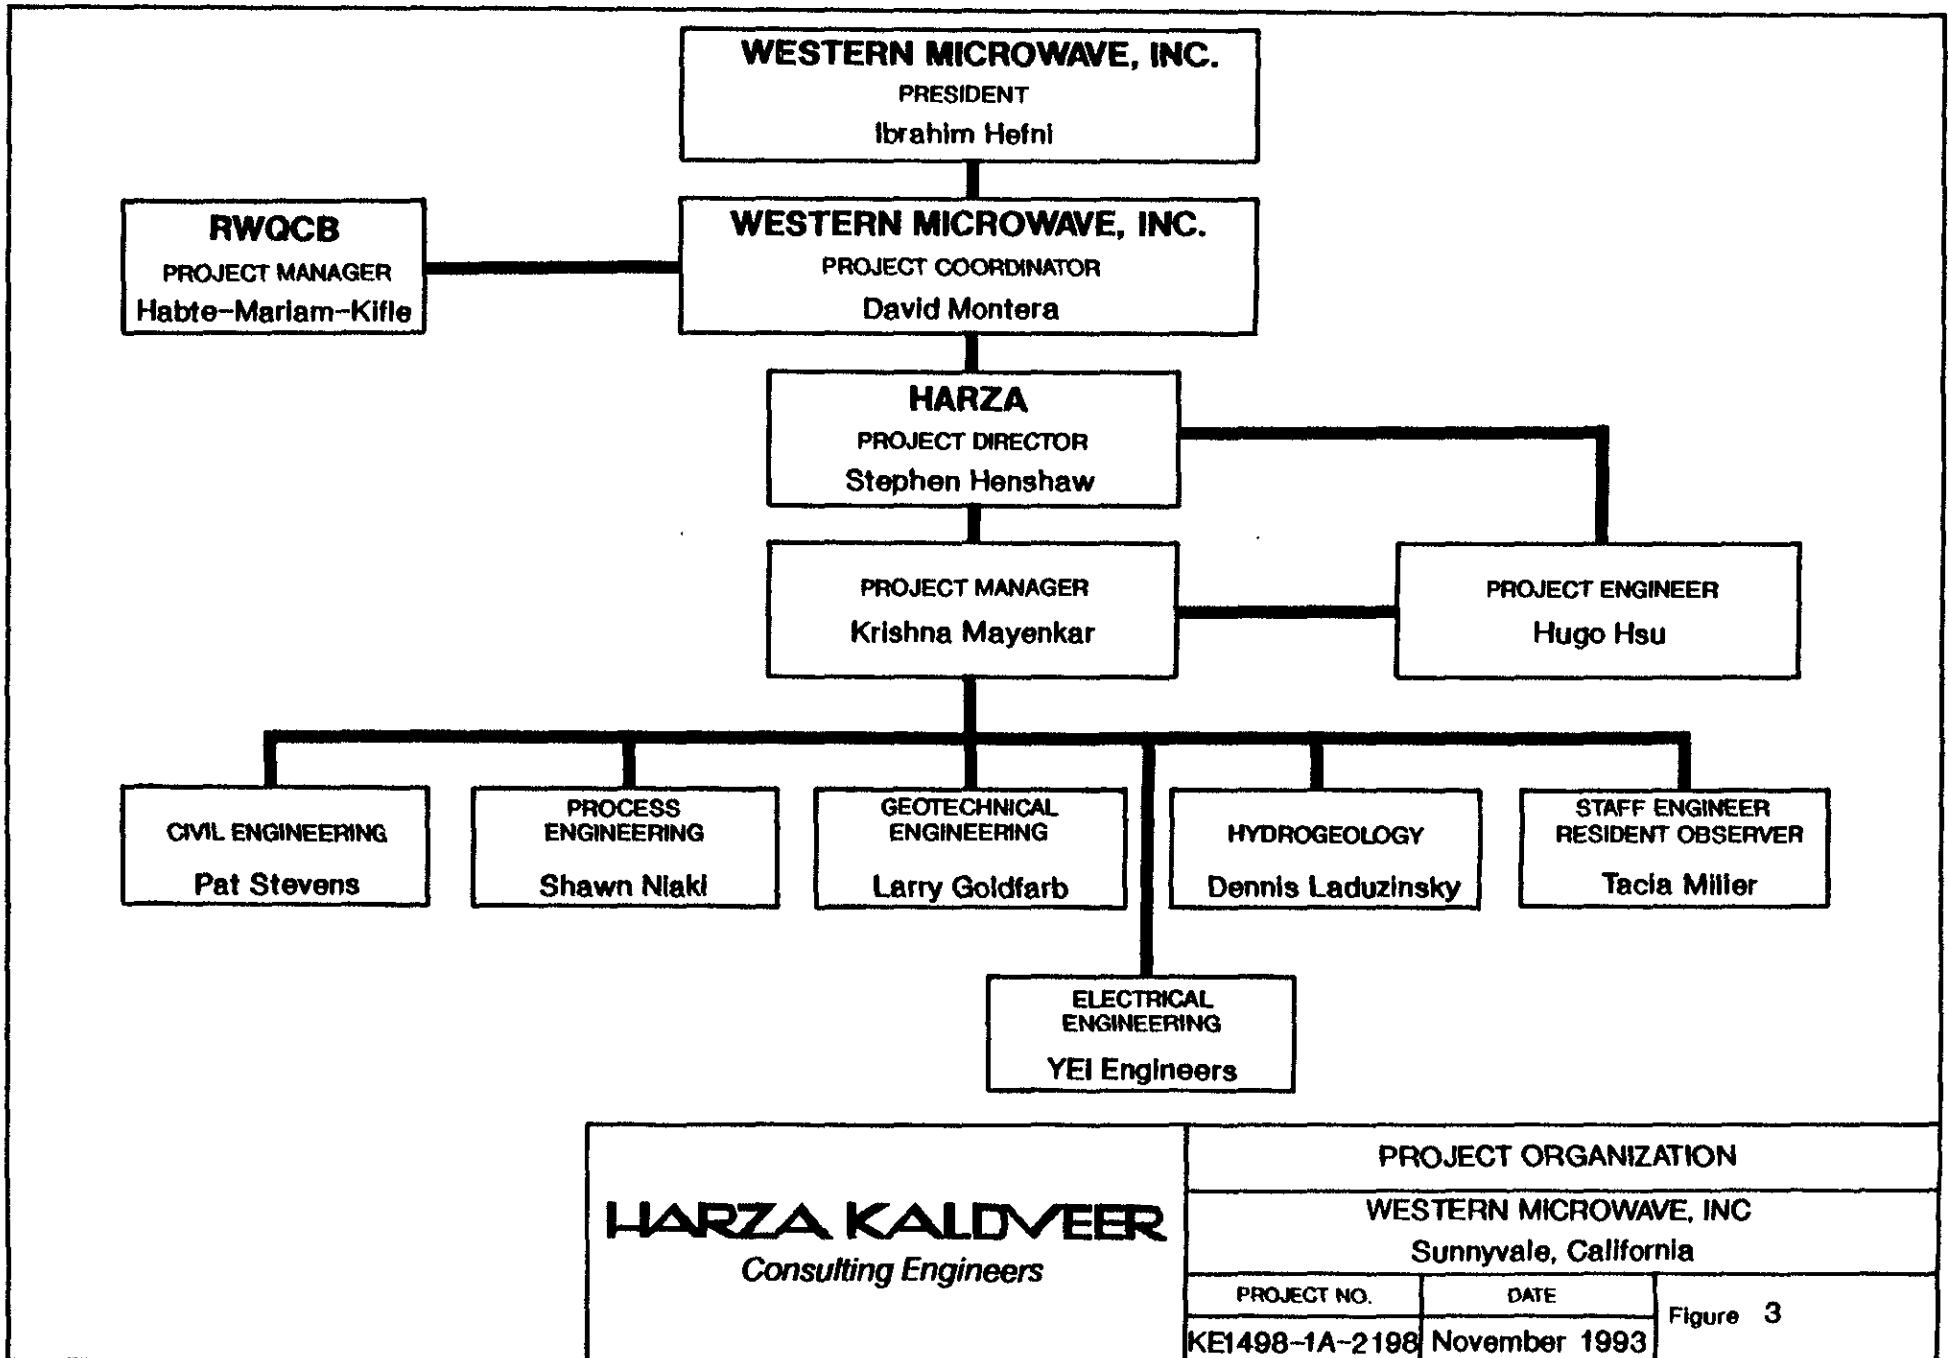 WESTERN MICROWAVE, INC.
PRESIDENT
Ibrahim Hefni
RWQCB
PROJECT MANAGER
Habte-Mariam-Kifle
WESTERN MICROWAVE, INC.
PROJECT COORDINATOR
David Montera
HARZA
PROJECT DIRECTOR
Stephen Henshaw
PROJECT MANAGER
Krishna Mayenkar
PROJECT ENGINEER
Hugo Hsu
CIVIL ENGINEERING
Pat Stevens
PROCESS
ENGINEERING
Shawn Niaki
GEOTECHNICAL
ENGINEERING
Larry Goldfarb
HYDROGEOLOGY
Dennis Laduzinsky
STAFF ENGINEER
RESIDENT OBSERVER
Tacia Miller
ELECTRICAL
ENGINEERING
YEI Engineers
HARZA KALDVEER
Consulting Engineers
PROJECT ORGANIZATION
WESTERN MICROWAVE, INC
Sunnyvale, California
PROJECT NO.
KE1498-1A-2198
DATE
November 1993
Figure 3